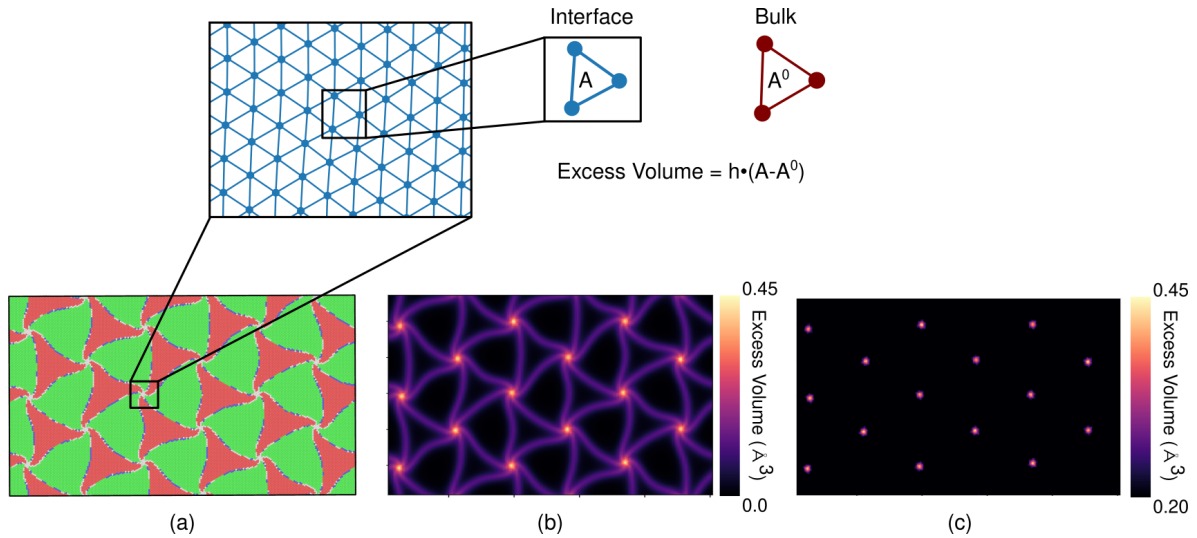 Interface
Bulk
A
A⁰
Excess Volume = h•(A-A⁰)
0.45
Excess Volume (Å³)
0.0
0.45
Excess Volume (Å³)
0.20
(a)
(b)
(c)